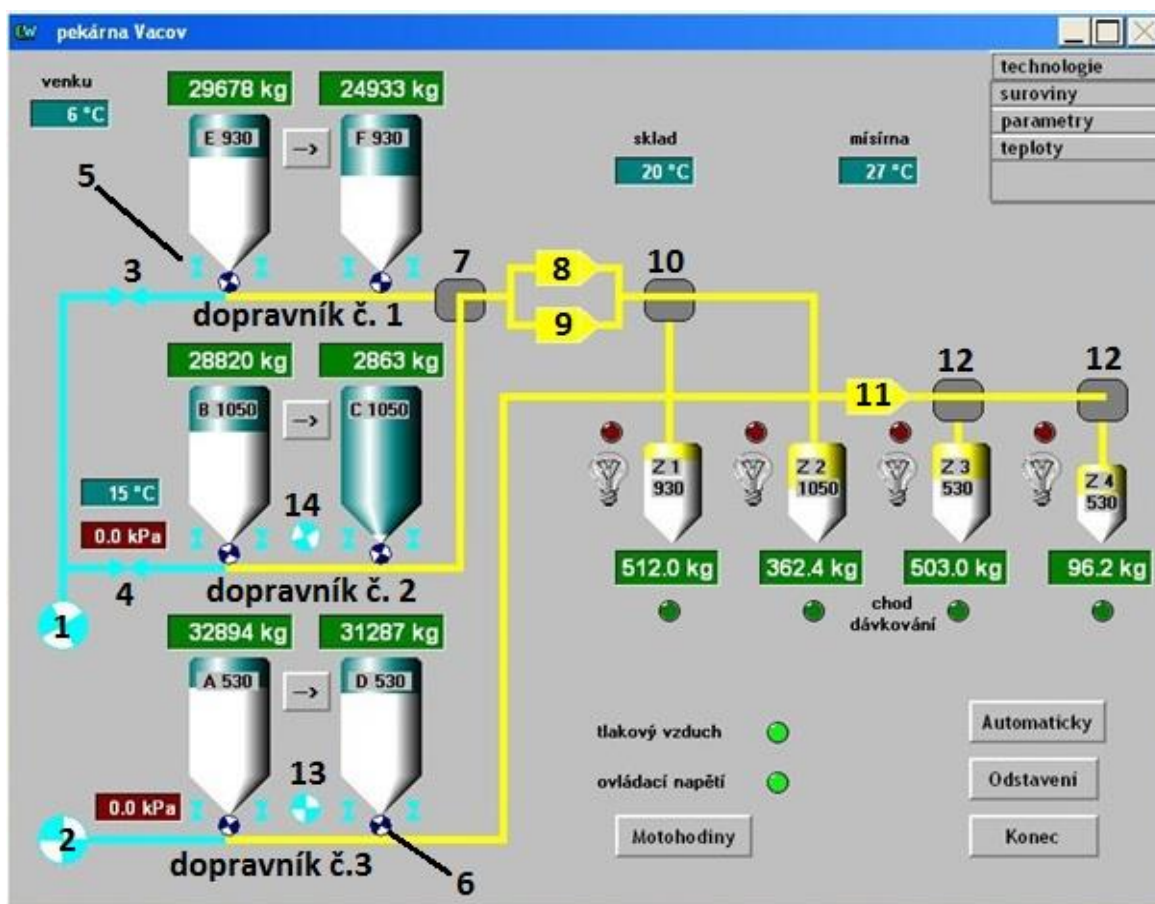 CW pekárna Vacov
technologie
suroviny
parametry
teploty
venku
6 °C
29678 kg
24933 kg
E 930
-->
F 930
sklad
20 °C
mísírna
27 °C
5
3
7
8
9
10
dopravník č. 1
28820 kg
2863 kg
B 1050
-->
C 1050
12
12
11
15 °C
0.0 kPa
14
4
dopravník č. 2
Z 1
930
Z 2
1050
Z 3
530
Z 4
530
512.0 kg
362.4 kg
503.0 kg
96.2 kg
chod
dávkování
1
32894 kg
31287 kg
A 530
-->
D 530
13
0.0 kPa
2
dopravník č.3
6
tlakový vzduch
ovládací napětí
Motohodiny
Automaticky
Odstavení
Konec